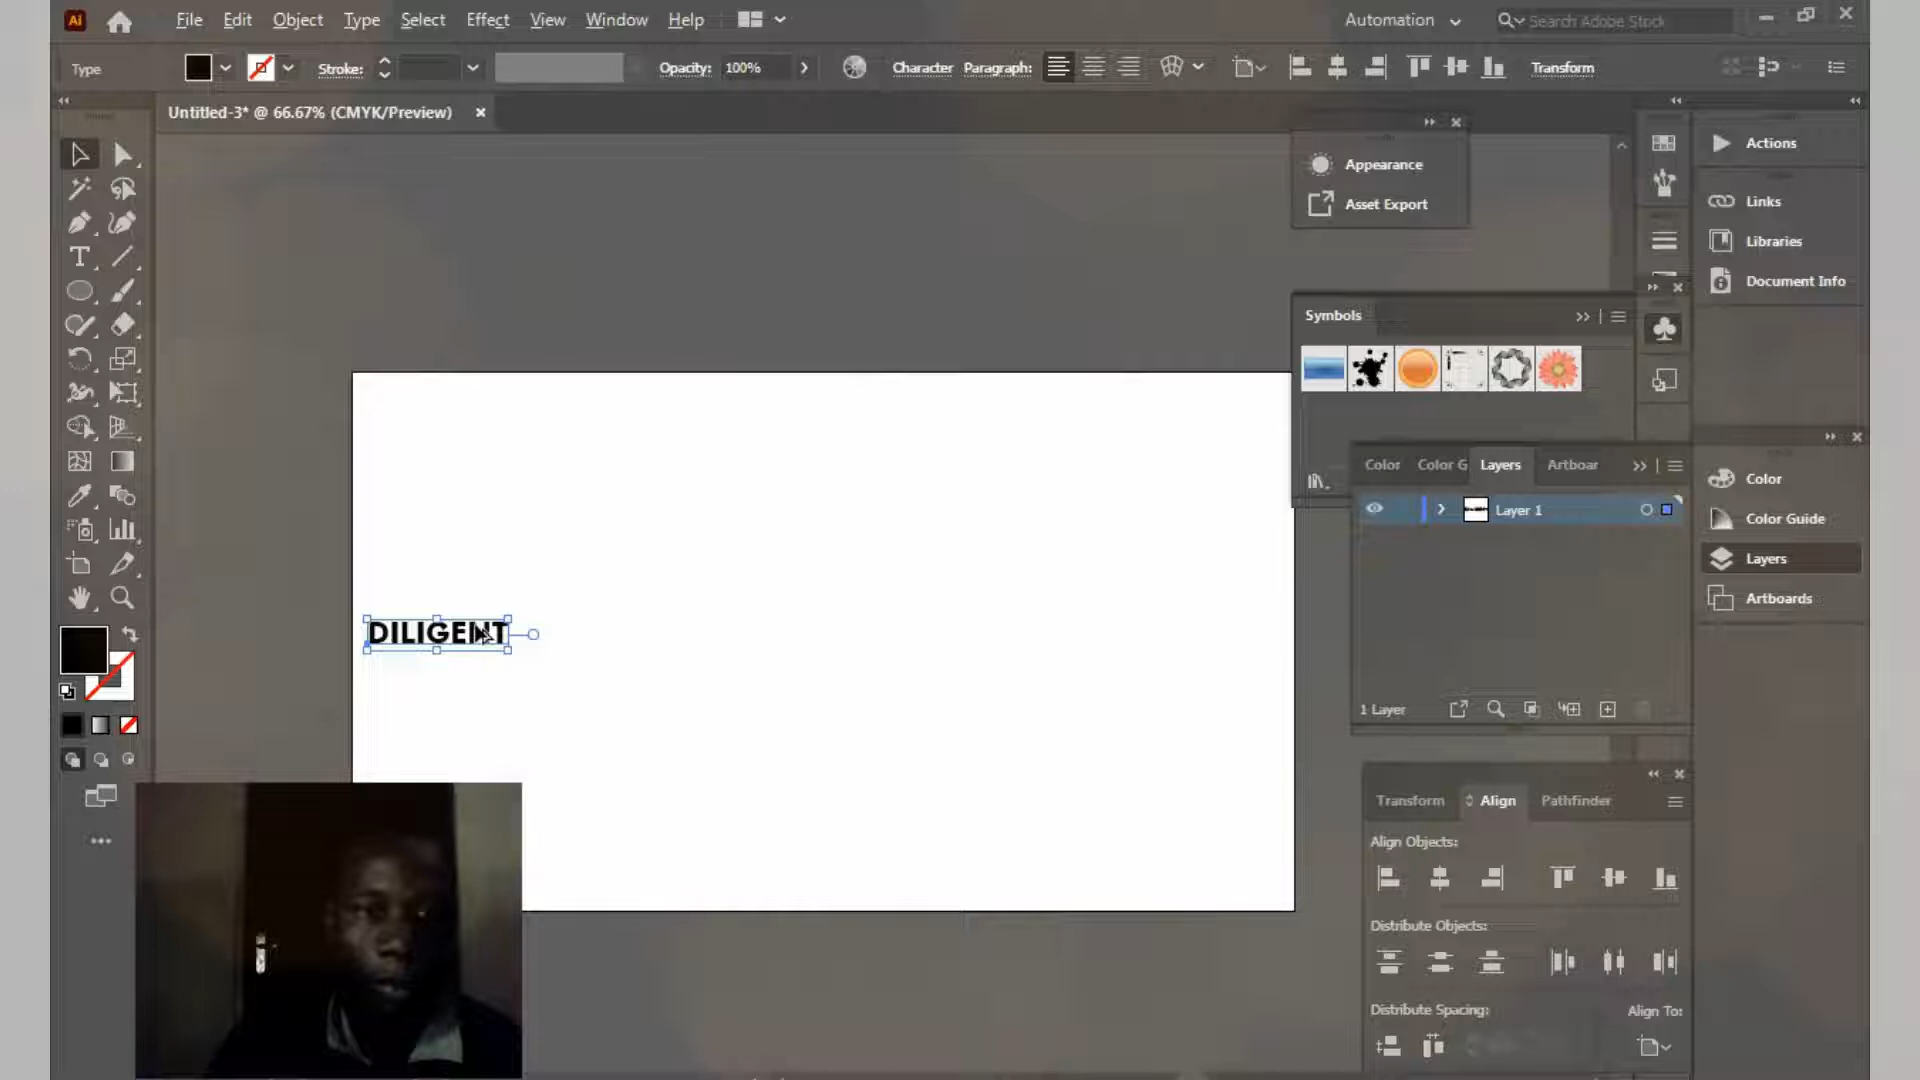 Ai File Edit Object Type Select Effect View Window Help Automation Search Adobe Stock
Type Stroke: Opacity: 100% Character Paragraph: Transform
Untitled-3* @ 66.67% (CMYK/Preview)
Appearance
Asset Export
Actions
Links
Libraries
Document Info
Symbols
Color Color G Layers Artboar
Layer 1
1 Layer
Color
Color Guide
Layers
Artboards
DILIGENT
Transform Align Pathfinder
Align Objects:
Distribute Objects:
Distribute Spacing: Align To: